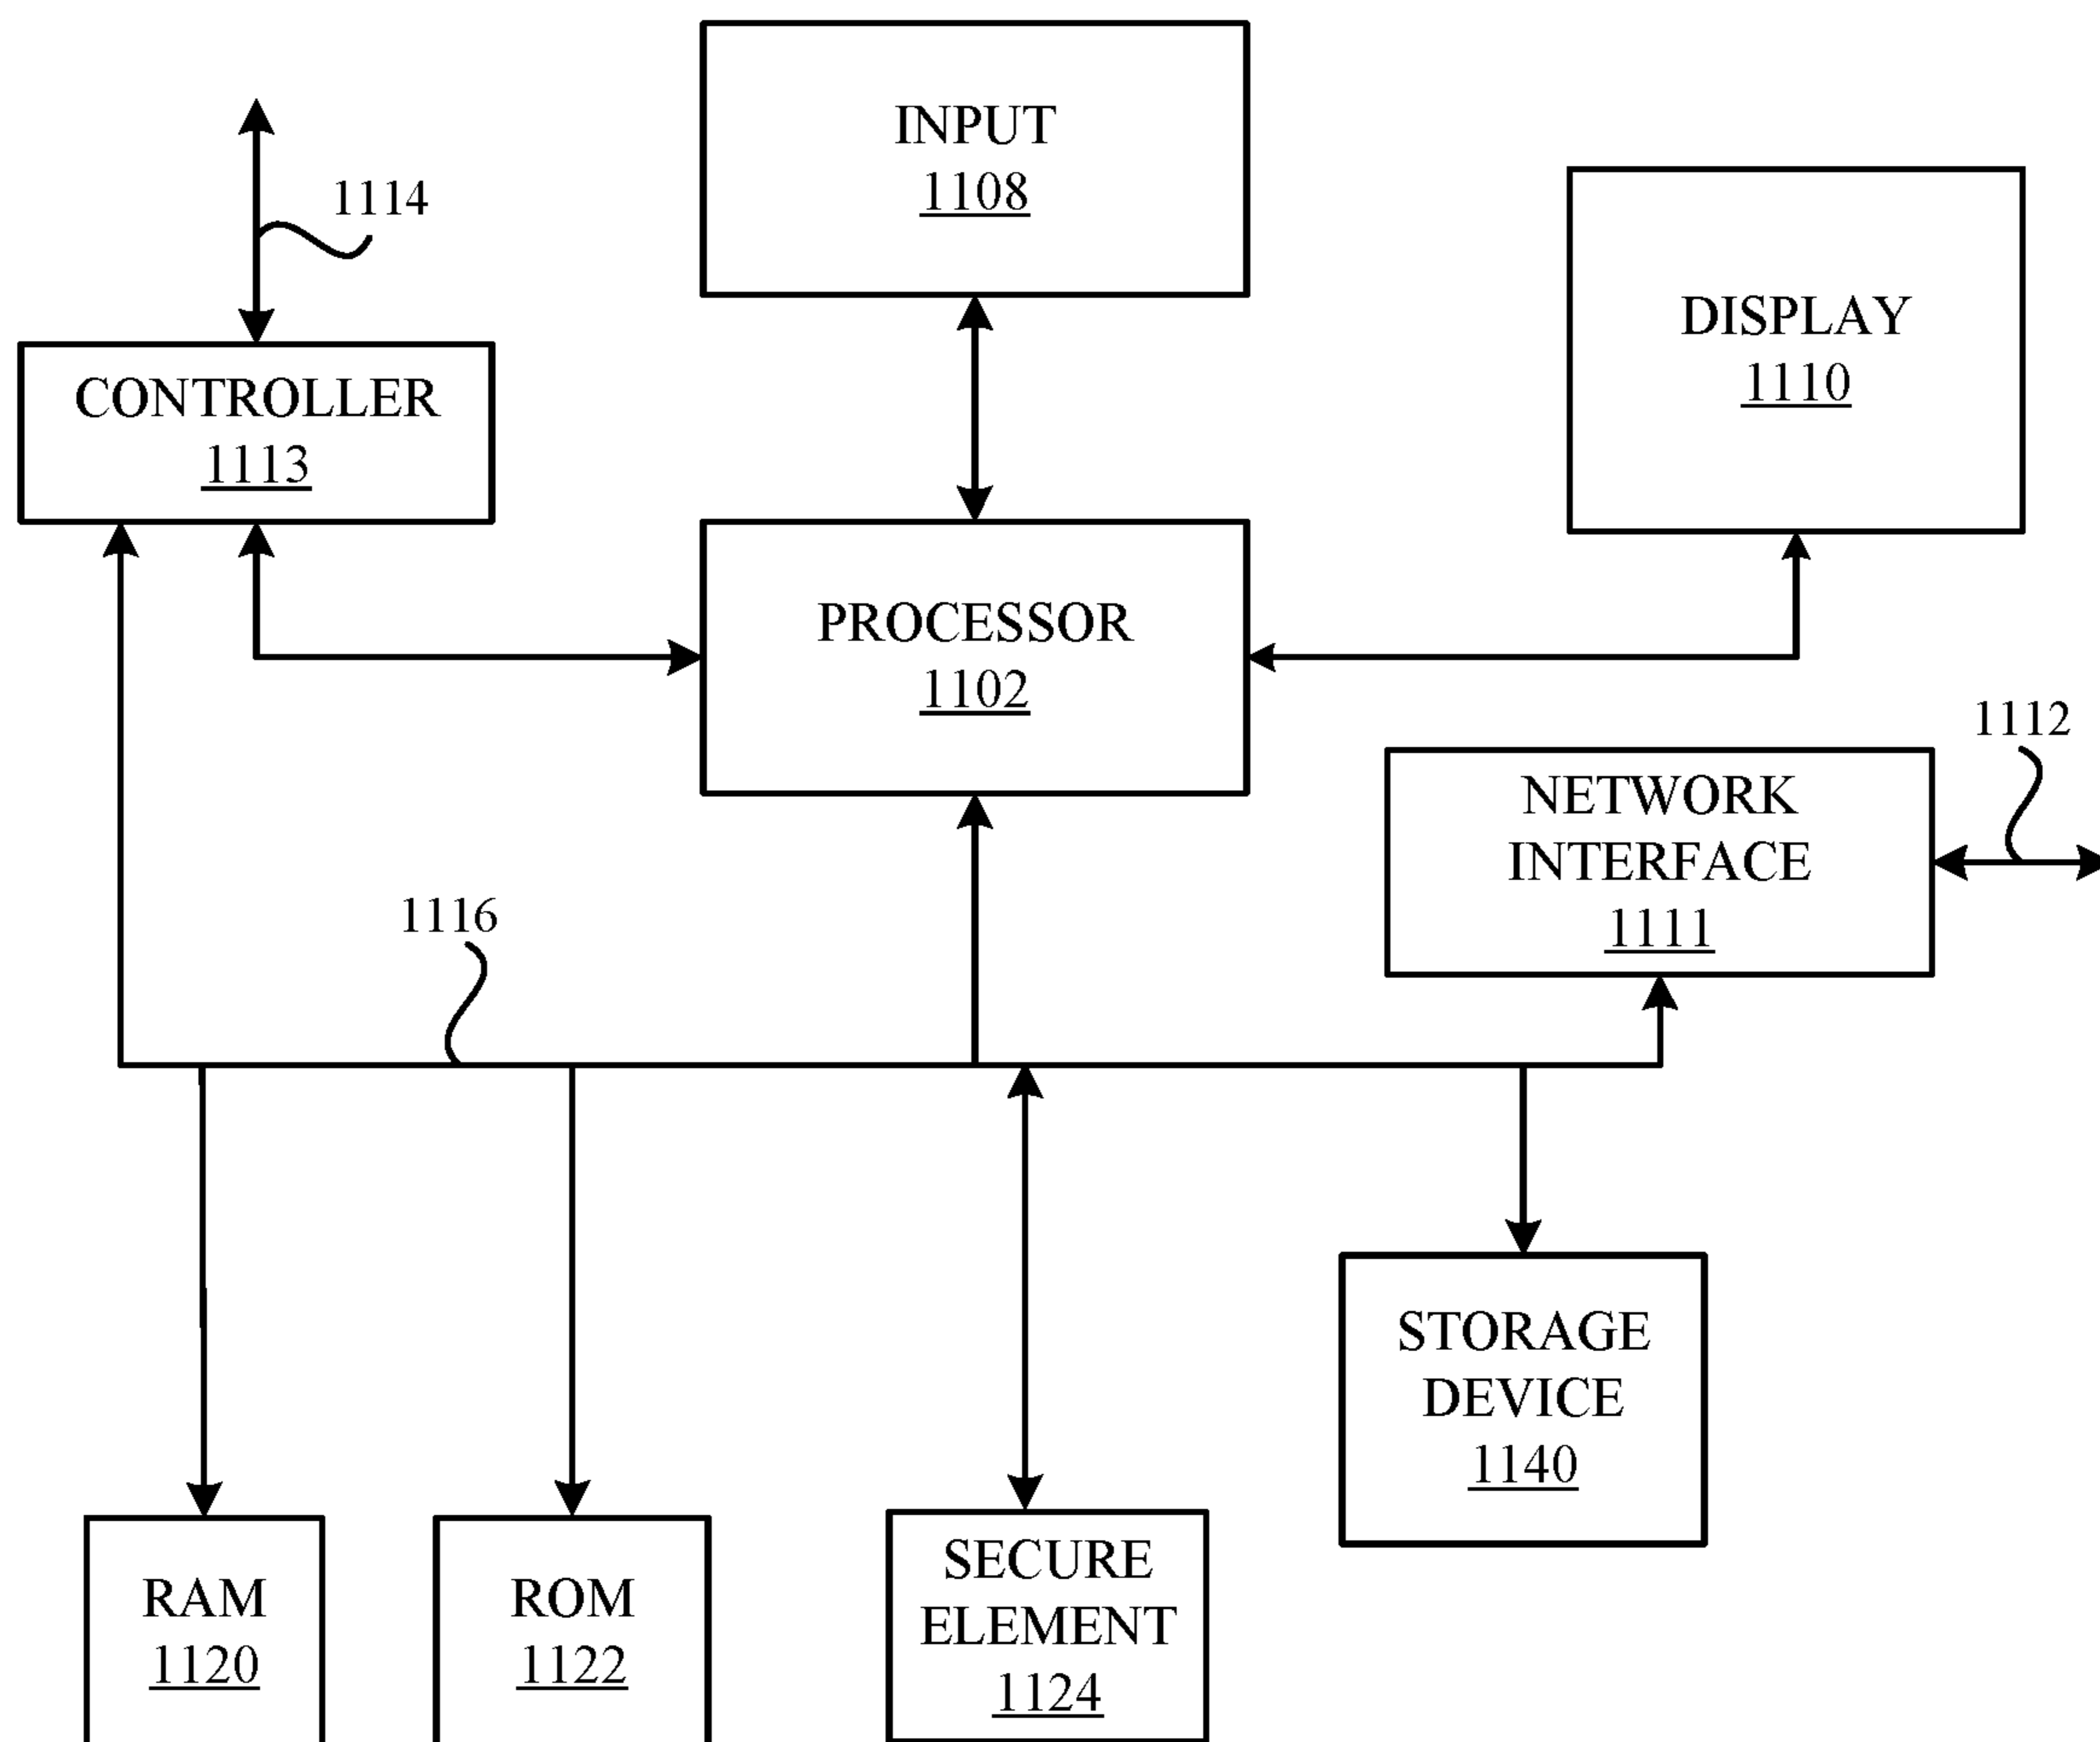 INPUT
1108
1114
DISPLAY
1110
CONTROLLER
1113
PROCESSOR
1102
1112
NETWORK
INTERFACE
1111
1116
STORAGE
DEVICE
1140
RAM
1120
ROM
1122
SECURE
ELEMENT
1124